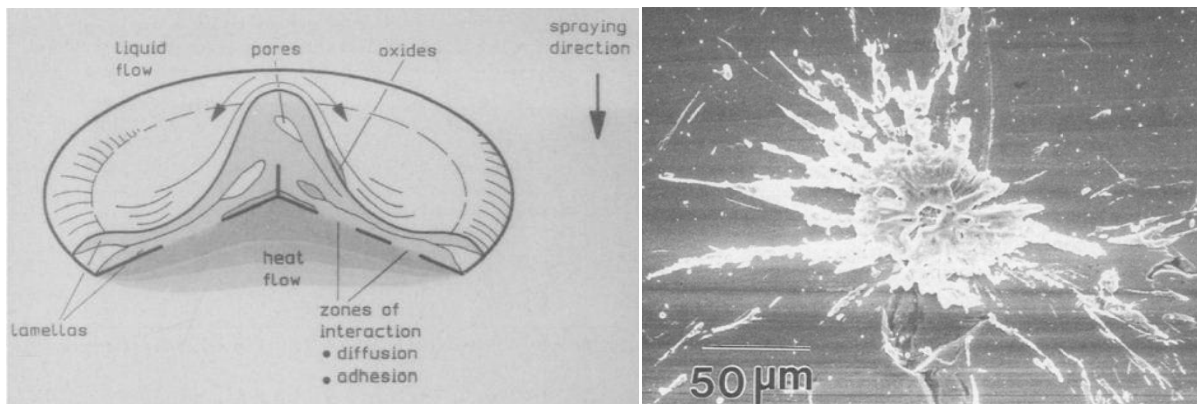 liquid
flow
pores
oxides
spraying
direction
heat
flow
lamellas
zones of
interaction
• diffusion
• adhesion
50 µm